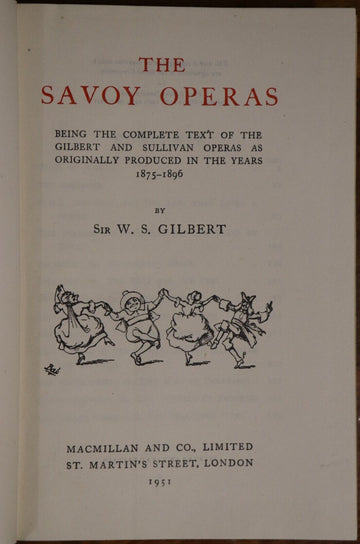 THE
SAVOY OPERAS
BEING THE COMPLETE TEXT OF THE
GILBERT AND SULLIVAN OPERAS AS
ORIGINALLY PRODUCED IN THE YEARS
1875–1896
BY
SIR W. S. GILBERT
MACMILLAN AND CO., LIMITED
ST. MARTIN'S STREET, LONDON
1951